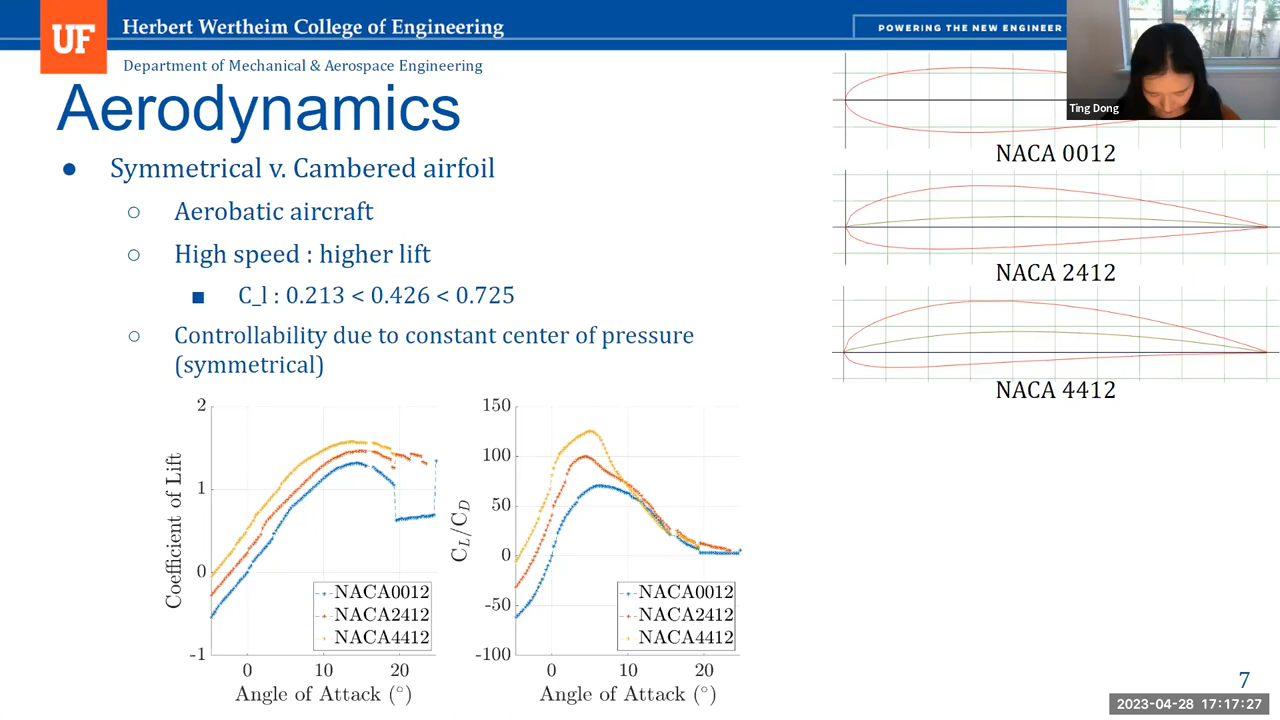 UF
Herbert Wertheim College of Engineering
POWERING THE NEW ENGINEER
Department of Mechanical & Aerospace Engineering
Aerodynamics
Ting Dong
NACA 0012
NACA 2412
NACA 4412
● Symmetrical v. Cambered airfoil
○ Aerobatic aircraft
○ High speed : higher lift
■ C_l : 0.213 < 0.426 < 0.725
○ Controllability due to constant center of pressure
(symmetrical)
2
1
0
-1
Coefficient of Lift
0 10 20
Angle of Attack (°)
NACA0012
NACA2412
NACA4412
150
100
50
0
-50
-100
C_L/C_D
0 10 20
Angle of Attack (°)
NACA0012
NACA2412
NACA4412
7
2023-04-28 17:17:27